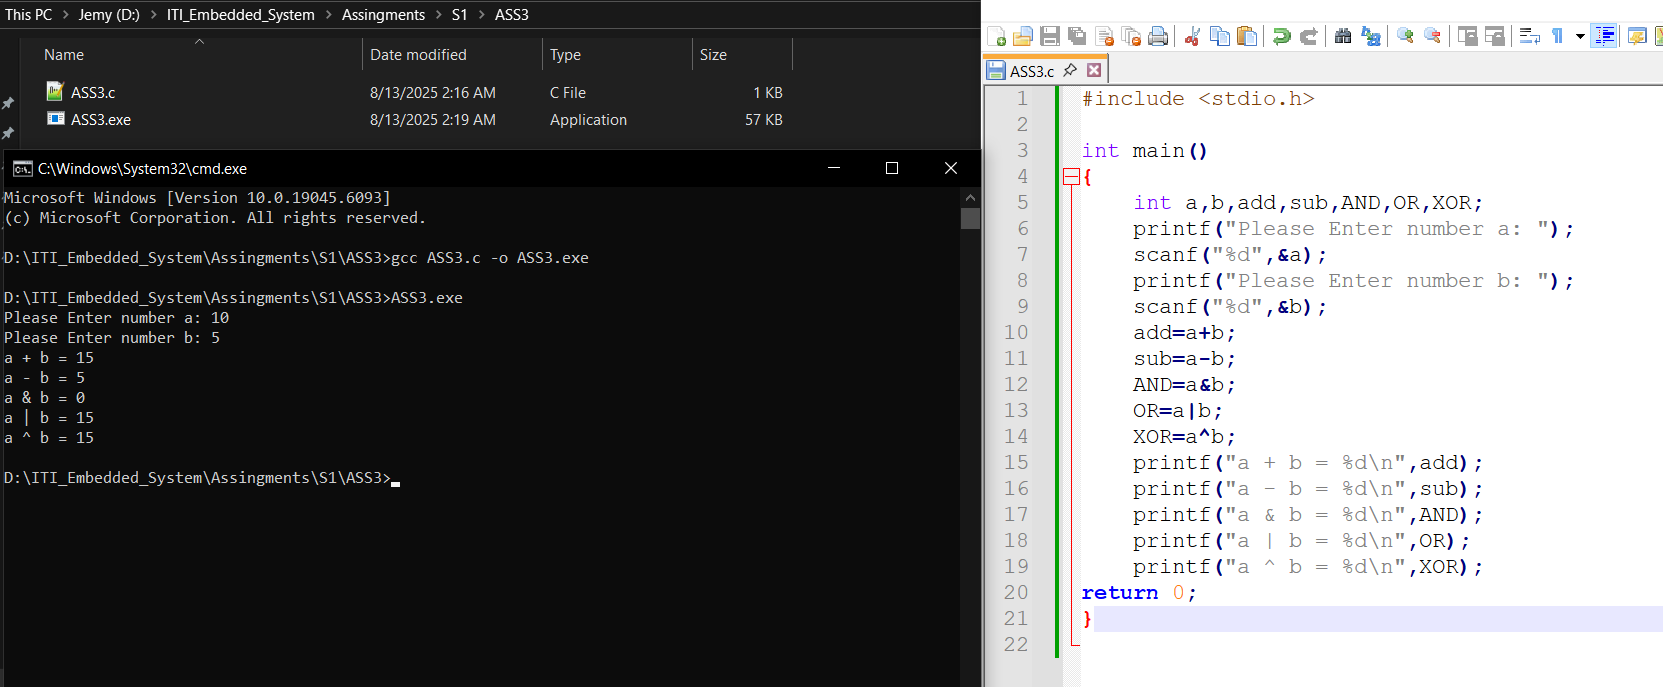 This PC > Jemy (D:) > ITI_Embedded_System > Assingments > S1 > ASS3
Name Date modified Type Size
ASS3.c 8/13/2025 2:16 AM C File 1 KB
ASS3.exe 8/13/2025 2:19 AM Application 57 KB
C:\Windows\System32\cmd.exe
Microsoft Windows [Version 10.0.19045.6093]
(c) Microsoft Corporation. All rights reserved.
D:\ITI_Embedded_System\Assingments\S1\ASS3>gcc ASS3.c -o ASS3.exe
D:\ITI_Embedded_System\Assingments\S1\ASS3>ASS3.exe
Please Enter number a: 10
Please Enter number b: 5
a + b = 15
a - b = 5
a & b = 0
a | b = 15
a ^ b = 15
D:\ITI_Embedded_System\Assingments\S1\ASS3>
ASS3.c
1 #include <stdio.h>
2
3 int main()
4 {
5 int a,b,add,sub,AND,OR,XOR;
6 printf("Please Enter number a: ");
7 scanf("%d",&a);
8 printf("Please Enter number b: ");
9 scanf("%d",&b);
10 add=a+b;
11 sub=a-b;
12 AND=a&b;
13 OR=a|b;
14 XOR=a^b;
15 printf("a + b = %d\n",add);
16 printf("a - b = %d\n",sub);
17 printf("a & b = %d\n",AND);
18 printf("a | b = %d\n",OR);
19 printf("a ^ b = %d\n",XOR);
20 return 0;
21 }
22